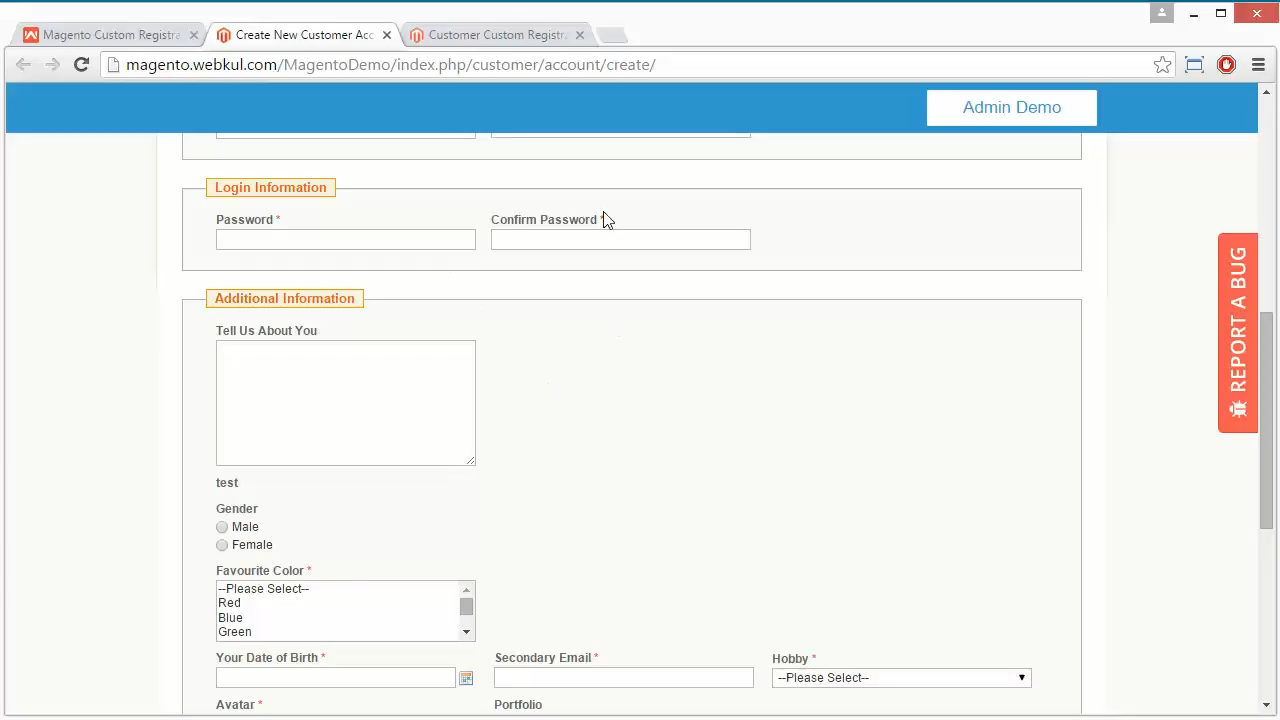 Magento Custom Registra
Create New Customer Acc
Customer Custom Registra
magento.webkul.com/MagentoDemo/index.php/customer/account/create/
Admin Demo
Login Information
Password *
Confirm Password *
REPORT A BUG
Additional Information
Tell Us About You
test
Gender
Male
Female
Favourite Color *
--Please Select--
Red
Blue
Green
Your Date of Birth *
Secondary Email *
Hobby *
--Please Select--
Avatar *
Portfolio